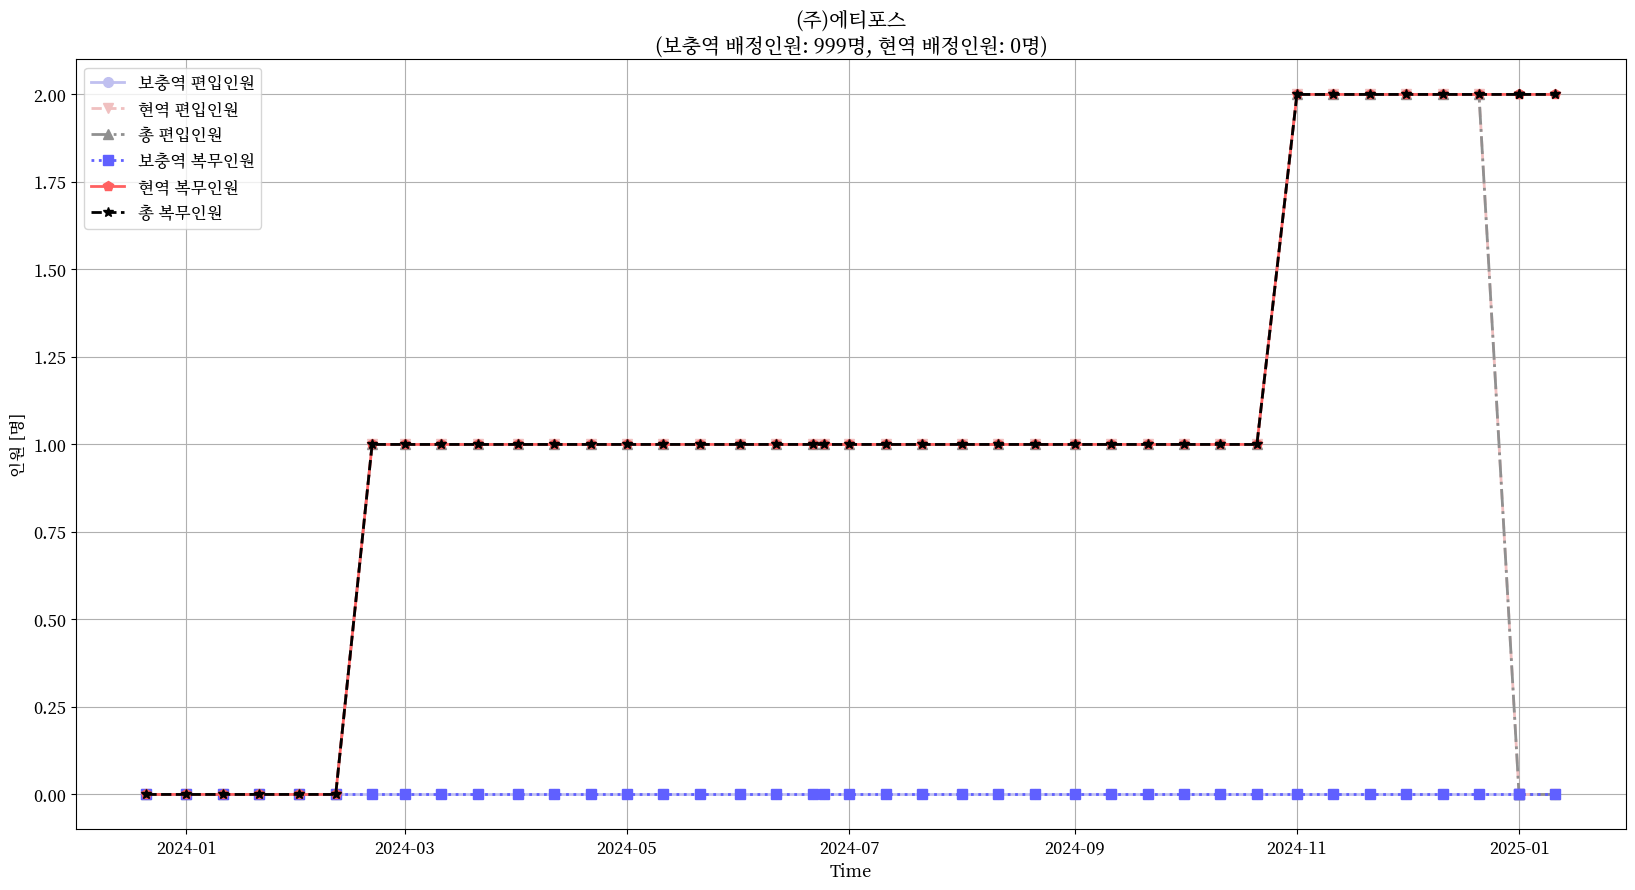 (주)에티포스
(보충역 배정인원: 999명, 현역 배정인원: 0명)
보충역 편입인원
현역 편입인원
총 편입인원
보충역 복무인원
현역 복무인원
총 복무인원
인원 [명]
2.00
1.75
1.50
1.25
1.00
0.75
0.50
0.25
0.00
2024-01
2024-03
2024-05
2024-07
2024-09
2024-11
2025-01
Time